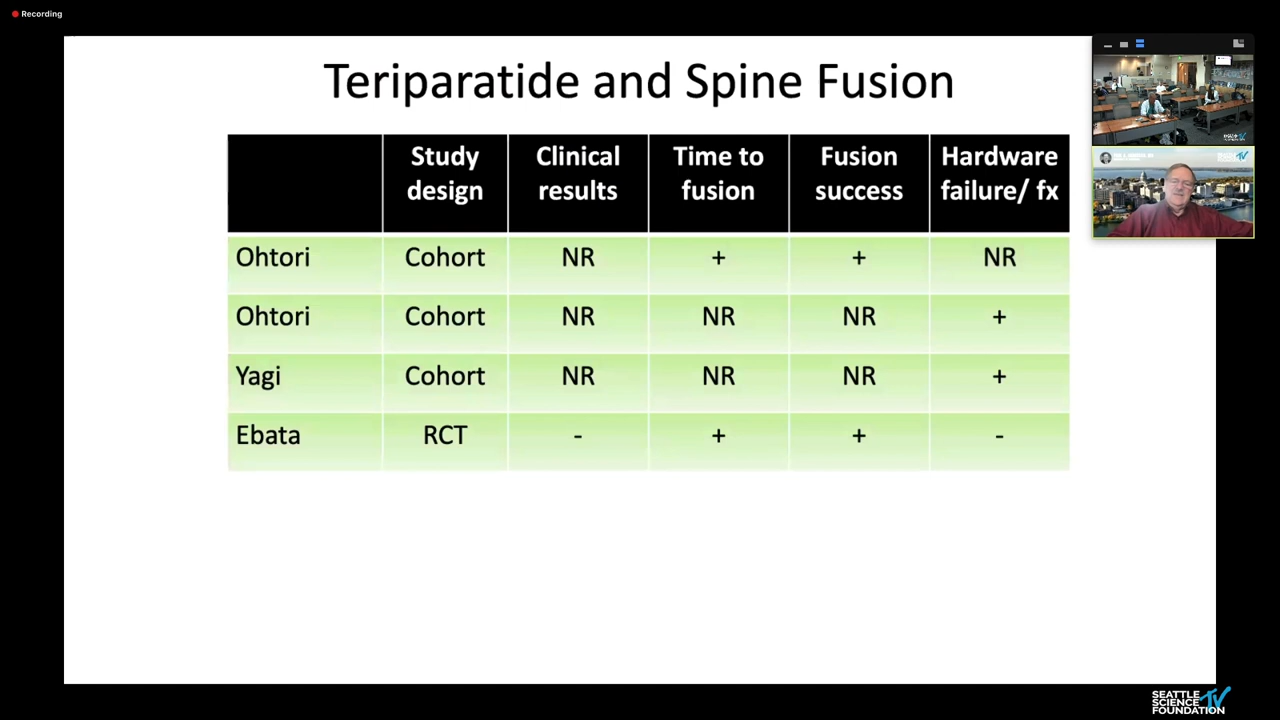 Recording
Teriparatide and Spine Fusion
Study design
Clinical results
Time to fusion
Fusion success
Hardware failure/ fx
Ohtori Cohort NR + + NR
Ohtori Cohort NR NR NR +
Yagi Cohort NR NR NR +
Ebata RCT - + + -
SEATTLE
SCIENCE
FOUNDATION
TV